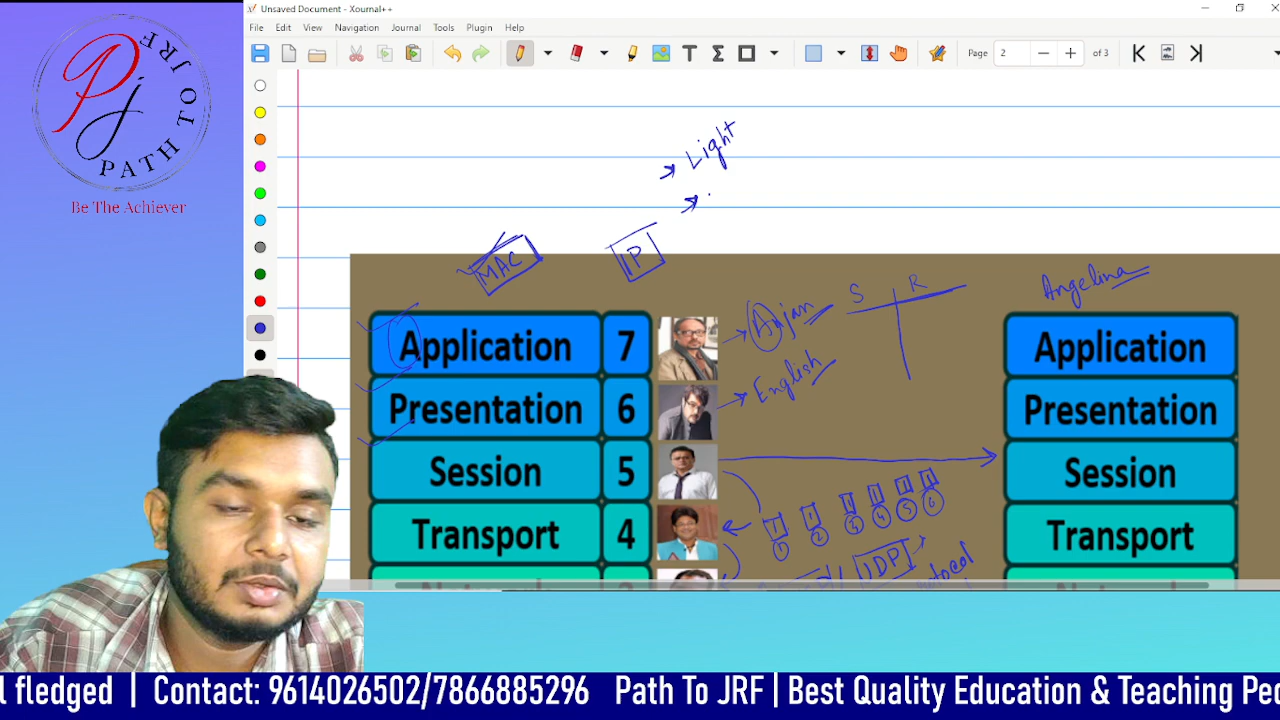 Unsaved Document - Xournal++
File Edit View Navigation Journal Tools Plugin Help
Page 2 of 3
PJ
PATH TO JRF
Be The Achiever
→ Light
→
MAC
IP
Anjan
S R
Angelina
Application 7
Application
English
Presentation 6
Presentation
Session 5
Session
1 2 3 4 5 6
Transport 4
Transport
UDP
l fledged | Contact: 9614026502/7866885296 Path To JRF | Best Quality Education & Teaching Ped